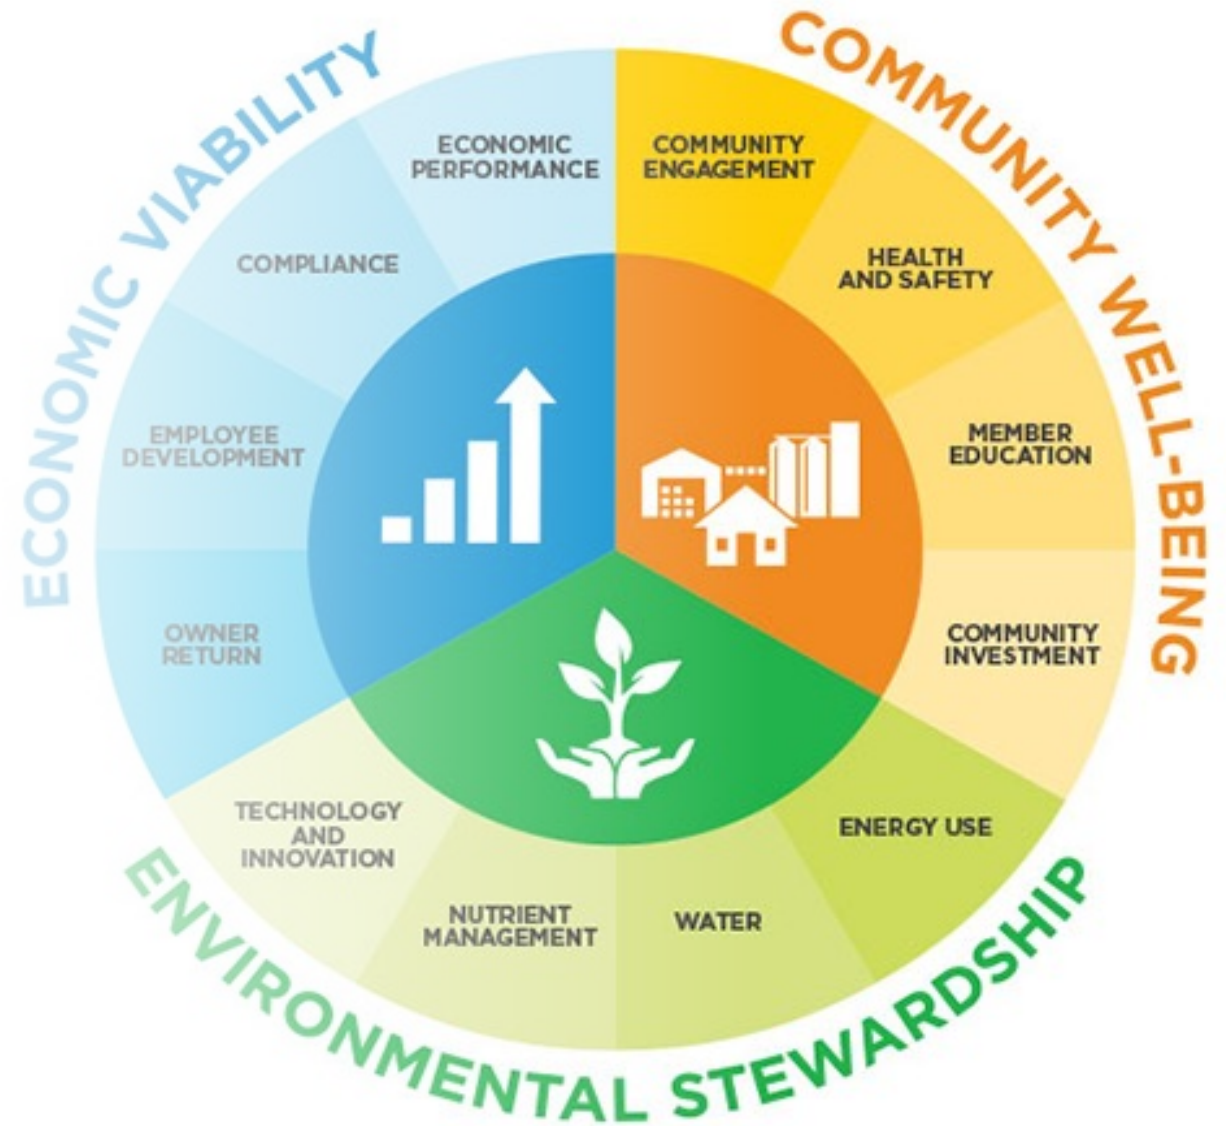 ECONOMIC VIABILITY
COMMUNITY WELL-BEING
ENVIRONMENTAL STEWARDSHIP
ECONOMIC
PERFORMANCE
COMMUNITY
ENGAGEMENT
COMPLIANCE
HEALTH
AND SAFETY
EMPLOYEE
DEVELOPMENT
MEMBER
EDUCATION
OWNER
RETURN
COMMUNITY
INVESTMENT
TECHNOLOGY
AND
INNOVATION
ENERGY USE
NUTRIENT
MANAGEMENT
WATER